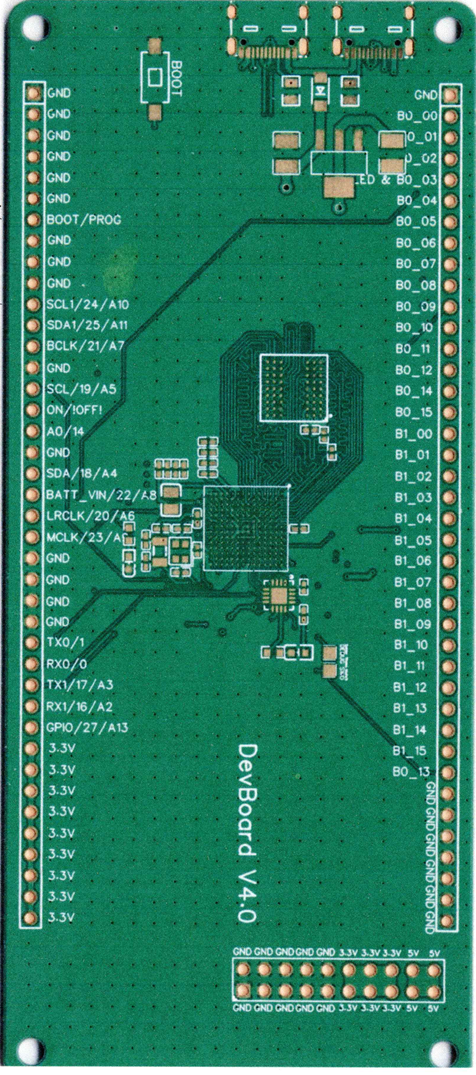 BOOT
GND
GND
GND
GND
GND
GND
BOOT/PROG
GND
GND
GND
SCL1/24/A10
SDA1/25/A11
BCLK/21/A7
GND
SCL/19/A5
ON/!OFF!
A0/14
GND
SDA/18/A4
BATT_VIN/22/A8
LRCLK/20/A6
MCLK/23/A
GND
GND
GND
GND
TX0/1
RX0/0
TX1/17/A3
RX1/16/A2
GPIO/27/A13
3.3V
3.3V
3.3V
3.3V
3.3V
3.3V
3.3V
3.3V
3.3V
GND
B0_00
0_01
_02
ED & B0_03
B0_04
B0_05
B0_06
B0_07
B0_08
B0_09
B0_10
B0_11
B0_12
B0_14
B0_15
B1_00
B1_01
B1_02
B1_03
B1_04
B1_05
B1_06
B1_07
B1_08
B1_09
B1_10
B1_11
B1_12
B1_13
B1_14
B1_15
B0_13
GND
GND
GND
GND
GND
GND
GND
DevBoard V4.0
GND GND GND GND GND 3.3V 3.3V 3.3V 5V 5V
GND GND GND GND GND 3.3V 3.3V 3.3V 5V 5V